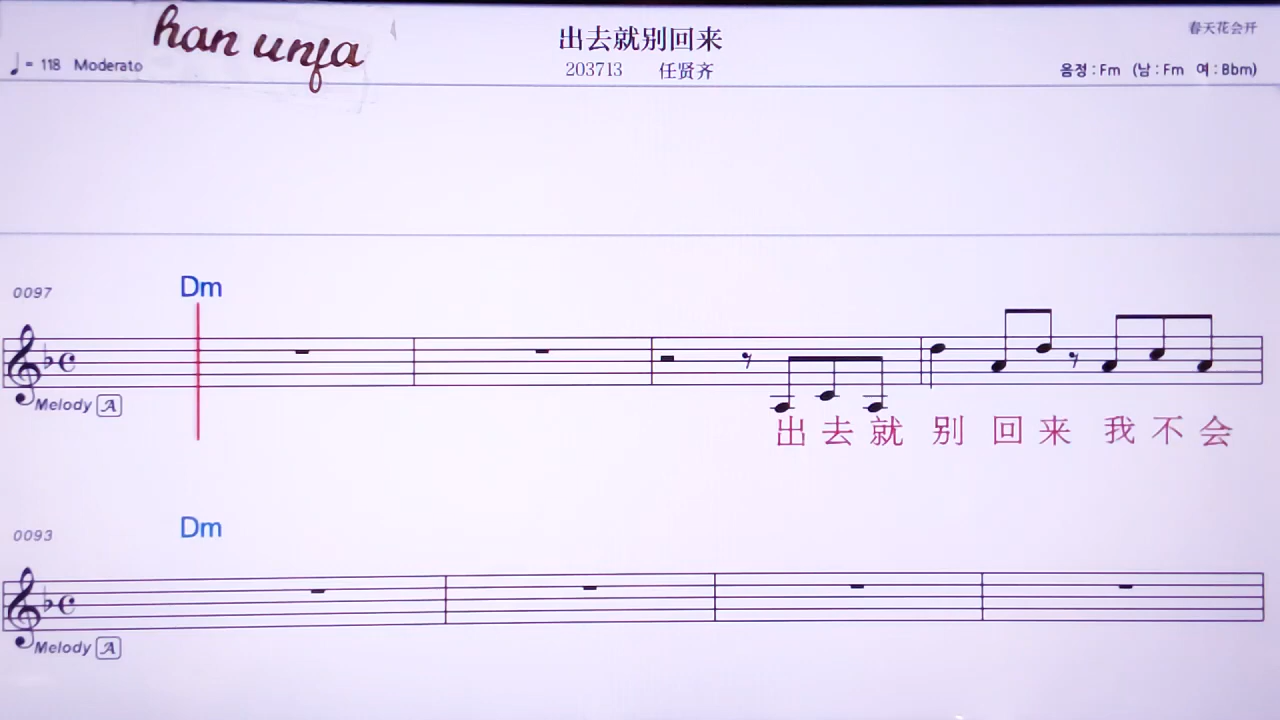 han unfa
春天花会开
出去就别回来
♩= 118 Moderato
203713 任贤齐
음정 : Fm (남 : Fm 여 : Bbm)
Dm
0097
Melody A
出 去 就 别 回 来 我 不 会
Dm
0093
Melody A